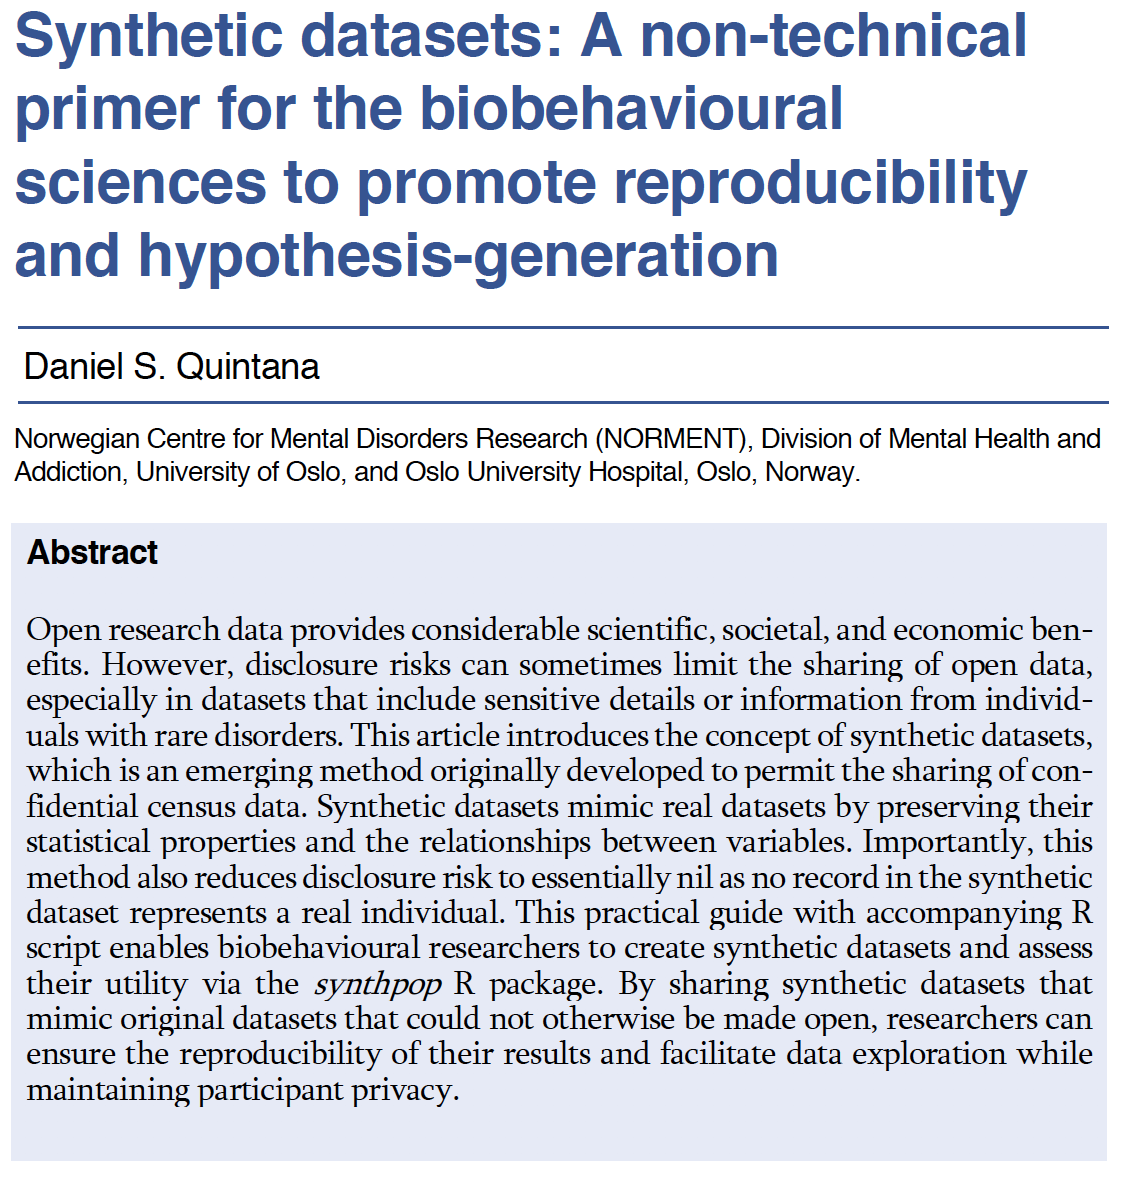 Synthetic datasets: A non-technical
primer for the biobehavioural
sciences to promote reproducibility
and hypothesis-generation
Daniel S. Quintana
Norwegian Centre for Mental Disorders Research (NORMENT), Division of Mental Health and
Addiction, University of Oslo, and Oslo University Hospital, Oslo, Norway.
Abstract
Open research data provides considerable scientific, societal, and economic ben-
efits. However, disclosure risks can sometimes limit the sharing of open data,
especially in datasets that include sensitive details or information from individ-
uals with rare disorders. This article introduces the concept of synthetic datasets,
which is an emerging method originally developed to permit the sharing of con-
fidential census data. Synthetic datasets mimic real datasets by preserving their
statistical properties and the relationships between variables. Importantly, this
method also reduces disclosure risk to essentially nil as no record in the synthetic
dataset represents a real individual. This practical guide with accompanying R
script enables biobehavioural researchers to create synthetic datasets and assess
their utility via the synthpop R package. By sharing synthetic datasets that
mimic original datasets that could not otherwise be made open, researchers can
ensure the reproducibility of their results and facilitate data exploration while
maintaining participant privacy.